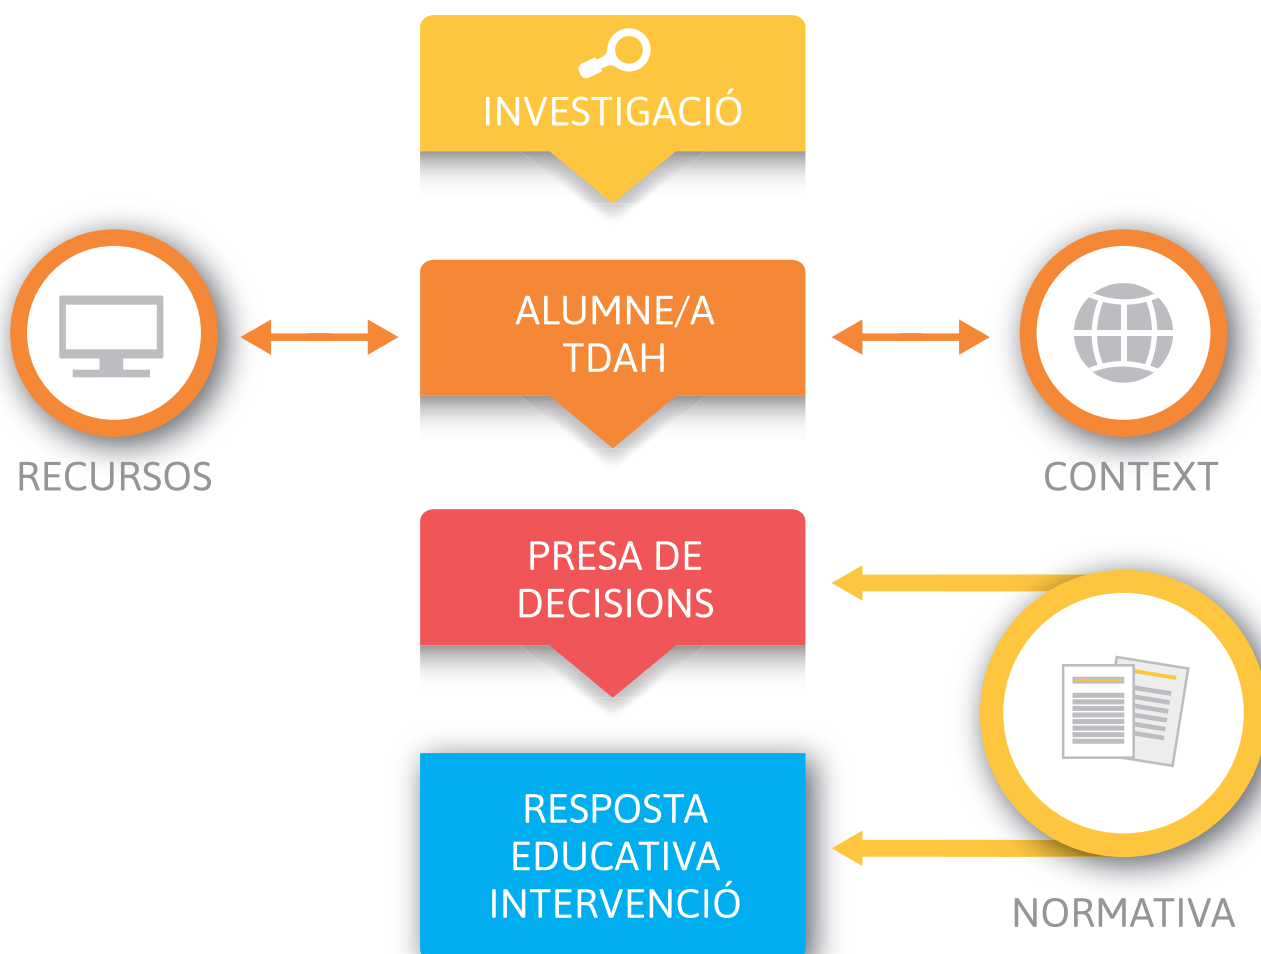 INVESTIGACIÓ
ALUMNE/A
TDAH
RECURSOS
CONTEXT
PRESA DE
DECISIONS
RESPOSTA
EDUCATIVA
INTERVENCIÓ
NORMATIVA